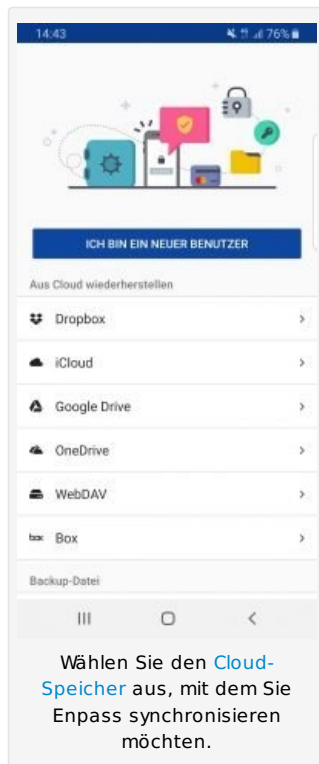 14:43 76%
ICH BIN EIN NEUER BENUTZER
Aus Cloud wiederherstellen
Dropbox
iCloud
Google Drive
OneDrive
WebDAV
box Box
Backup-Datei
Wählen Sie den Cloud-
Speicher aus, mit dem Sie
Enpass synchronisieren
möchten.